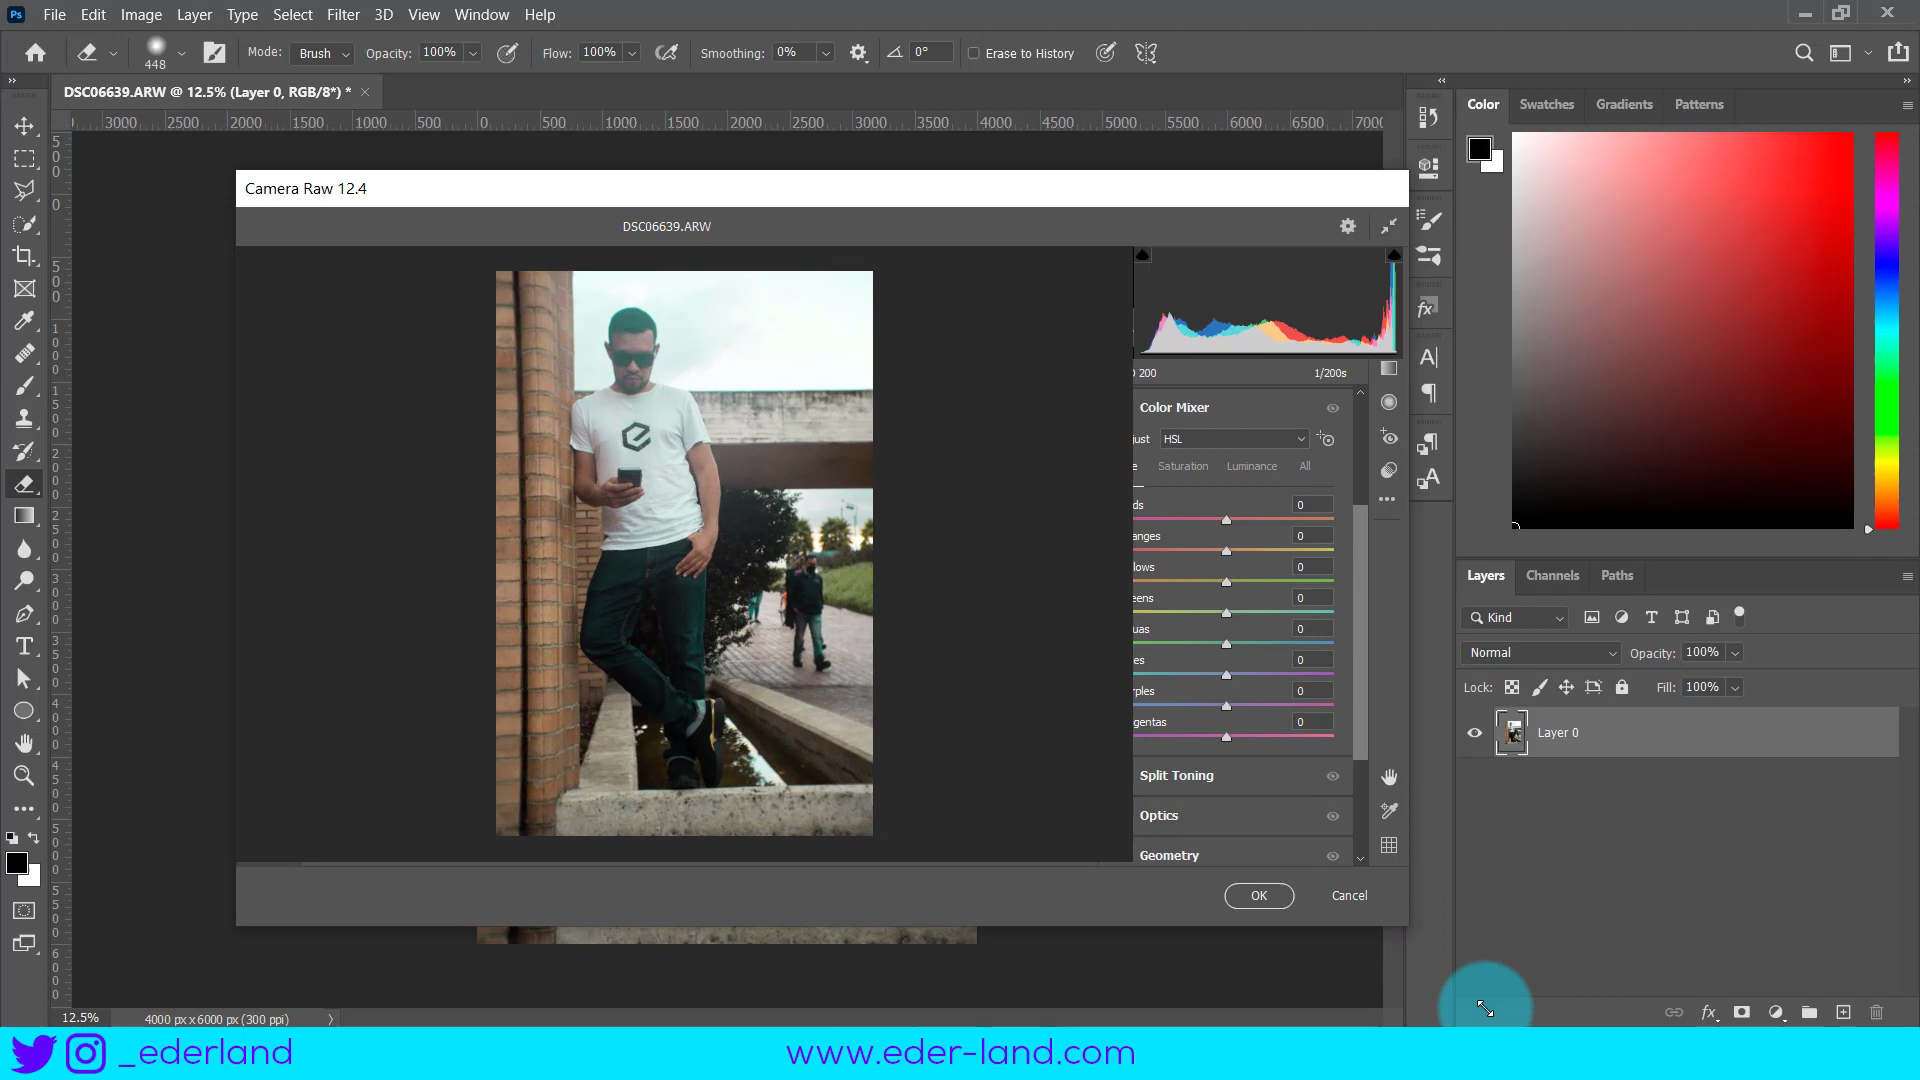 Ps File Edit Image Layer Type Select Filter 3D View Window Help
448 Mode: Brush Opacity: 100% Flow: 100% Smoothing: 0% 0° Erase to History
DSC06639.ARW @ 12.5% (Layer 0, RGB/8*) *
3000 2500 2000 1500 1000 500 0 500 1000 1500 2000 2500 3000 3500 4000 4500 5000 5500 6000 6500 7000
Camera Raw 12.4
DSC06639.ARW
200 1/200s
Color Mixer
just HSL
e Saturation Luminance All
ds 0
anges 0
lows 0
eens 0
uas 0
es 0
rples 0
gentas 0
Split Toning
Optics
Geometry
OK Cancel
Color Swatches Gradients Patterns
Layers Channels Paths
Kind
Normal Opacity: 100%
Lock: Fill: 100%
Layer 0
12.5% 4000 px x 6000 px (300 ppi)
_ederland www.eder-land.com